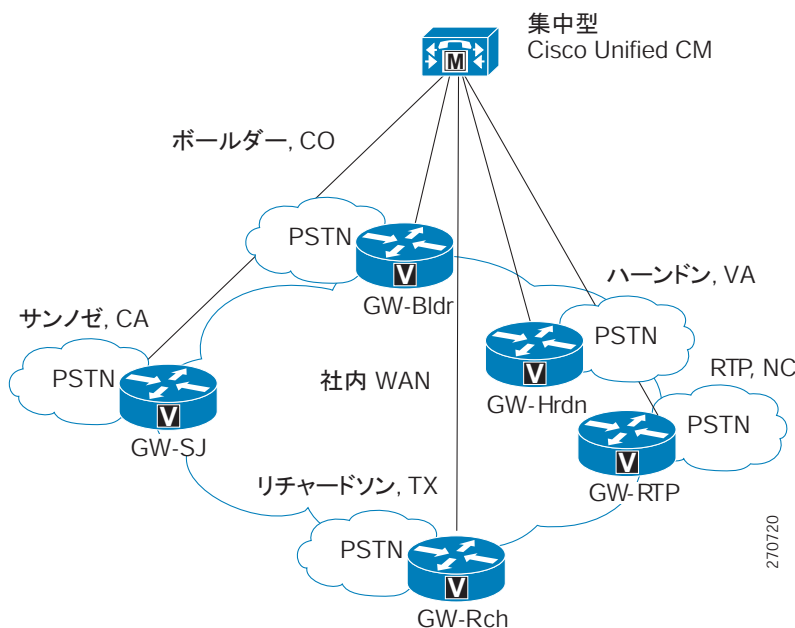 集中型
Cisco Unified CM
M
ボールダー, CO
PSTN
V
GW-Bldr
ハーンドン, VA
PSTN
V
GW-Hrdn
サンノゼ, CA
PSTN
V
GW-SJ
社内 WAN
RTP, NC
PSTN
V
GW-RTP
リチャードソン, TX
PSTN
V
GW-Rch
270720